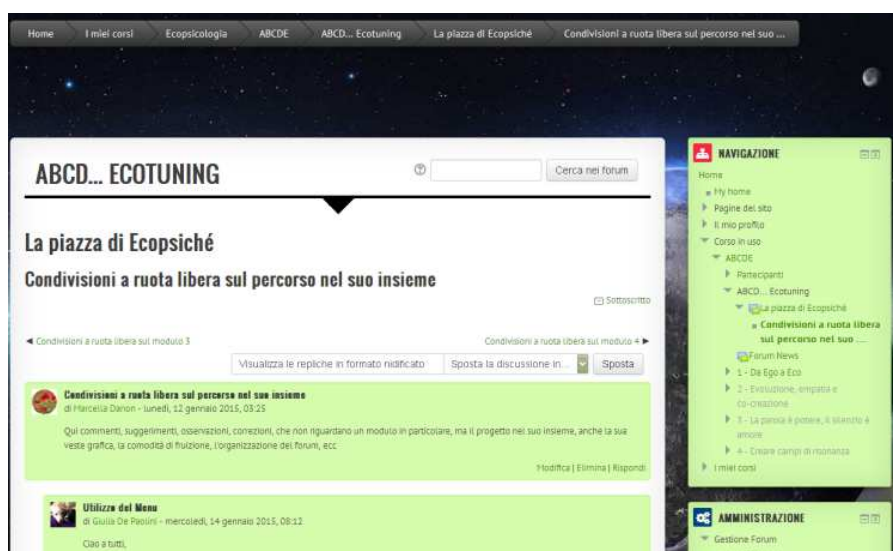 Home I miei corsi Ecopsicologia ABCDE ABCD... Ecotuning La piazza di Ecopsiché Condivisioni a ruota libera sul percorso nel suo ...
ABCD... ECOTUNING
Cerca nei forum
La piazza di Ecopsiché
Condivisioni a ruota libera sul percorso nel suo insieme
Sottoscritto
◄ Condivisioni a ruota libera sul modulo 3
Condivisioni a ruota libera sul modulo 4 ►
Visualizza le repliche in formato nidificato
Sposta la discussione in...
Sposta
Condivisioni a ruota libera sul percorso nel suo insieme
di Marcella Danon - lunedì, 12 gennaio 2015, 03:25
Qui commenti, suggerimenti, osservazioni, correzioni, che non riguardano un modulo in particolare, ma il progetto nel suo insieme, anche la sua
veste grafica, la comodità di fruizione, l'organizzazione del forum, ecc
Modifica | Elimina | Rispondi
Utilizzo del Menu
di Giulia De Paolini - mercoledì, 14 gennaio 2015, 08:12
Ciao a tutti,
NAVIGAZIONE
Home
My home
Pagine del sito
Il mio profilo
Corso in uso
ABCDE
Partecipanti
ABCD... Ecotuning
La piazza di Ecopsiché
Condivisioni a ruota libera
sul percorso nel suo ....
Forum News
1 - Da Ego a Eco
2 - Evoluzione, empatia e
co-creazione
3 - La parola è potere, il silenzio è
amore
4 - Creare campi di risonanza
I miei corsi
AMMINISTRAZIONE
Gestione Forum